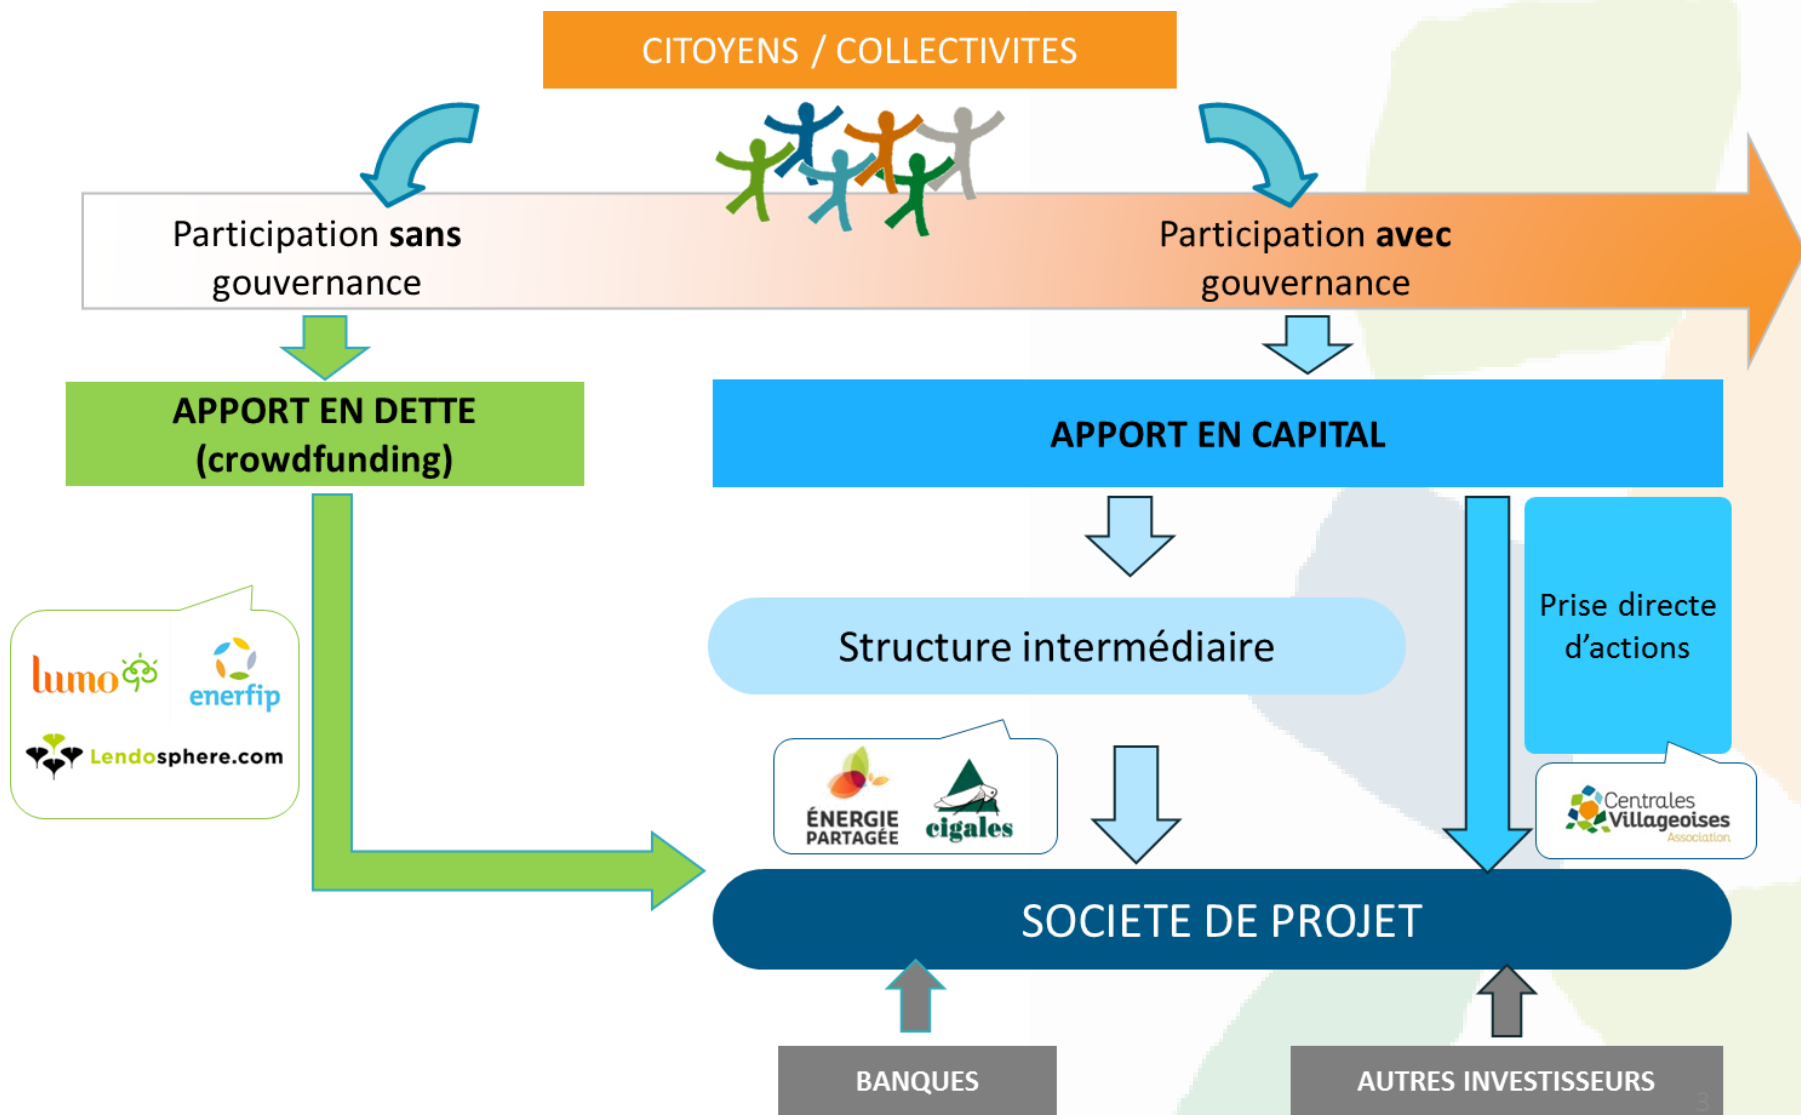 CITOYENS / COLLECTIVITES
Participation sans
gouvernance
Participation avec
gouvernance
APPORT EN DETTE
(crowdfunding)
APPORT EN CAPITAL
Prise directe
d'actions
Structure intermédiaire
lumo
enerfip
Lendosphere.com
ÉNERGIE
PARTAGÉE
cigales
Centrales
Villageoises
Association
SOCIETE DE PROJET
BANQUES
AUTRES INVESTISSEURS
3